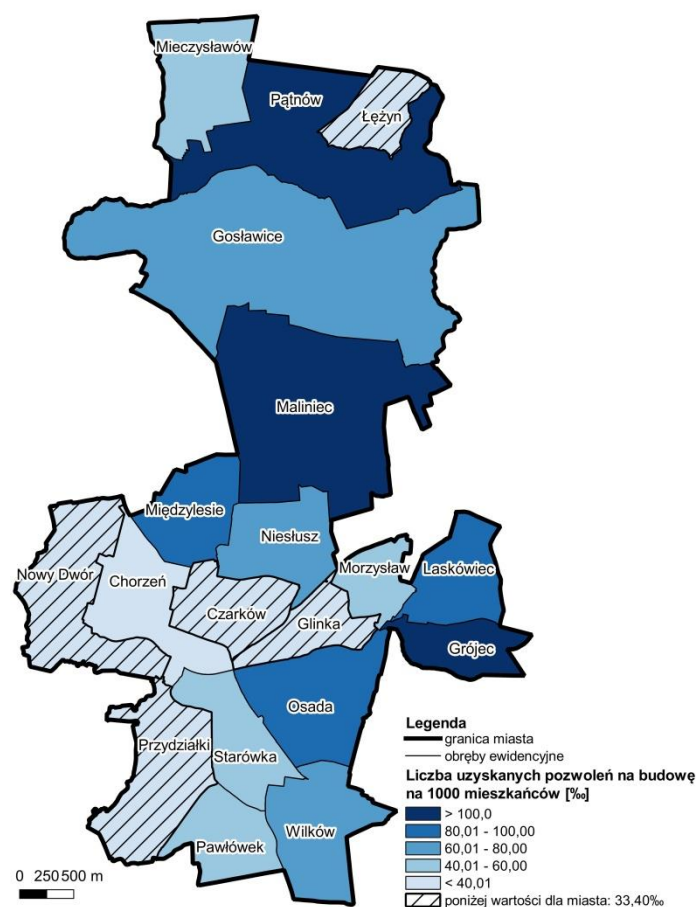 Mieczysławów
Pątnów
Łężyn
Gosławice
Maliniec
Międzylesie
Niesłusz
Morzysław
Laskówiec
Nowy Dwór
Chorzeń
Czarków
Glinka
Grójec
Osada
Przydziałki
Starówka
Wilków
Pawłówek
Legenda
granica miasta
obręby ewidencyjne
Liczba uzyskanych pozwoleń na budowę
na 1000 mieszkańców [‰]
> 100,0
80,01 - 100,00
60,01 - 80,00
40,01 - 60,00
< 40,01
poniżej wartości dla miasta: 33,40‰
0 250 500 m